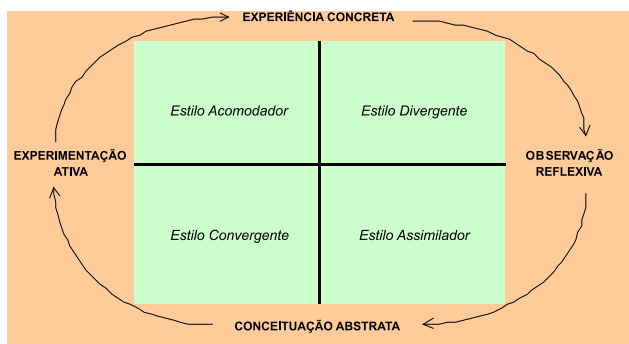 EXPERIÊNCIA CONCRETA
Estilo Acomodador
Estilo Divergente
EXPERIMENTAÇÃO
ATIVA
OBSERVAÇÃO
REFLEXIVA
Estilo Convergente
Estilo Assimilador
CONCEITUAÇÃO ABSTRATA